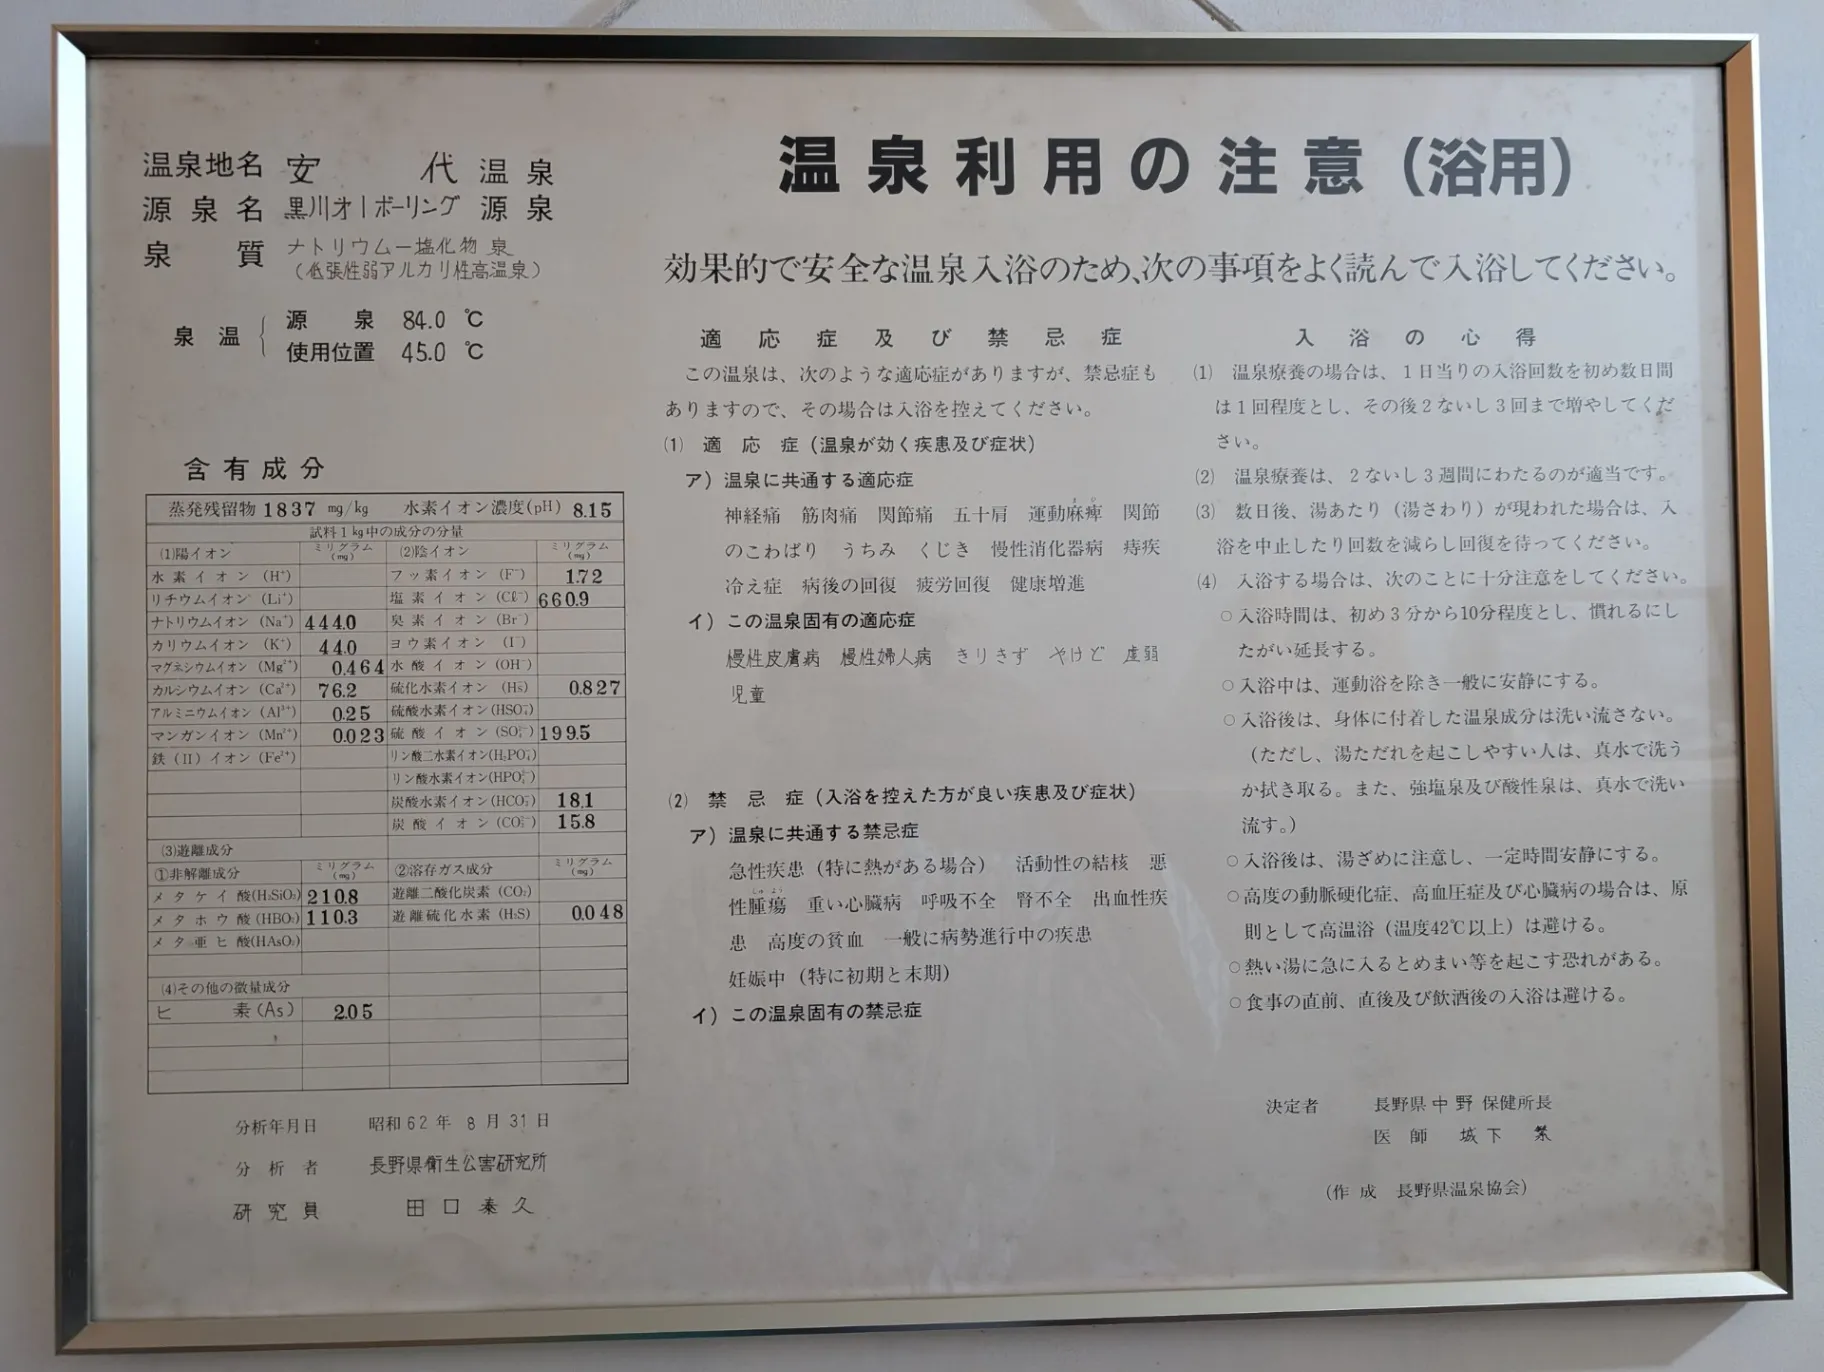 温泉利用の注意（浴用）
効果的で安全な温泉入浴のため、次の事項をよく読んで入浴してください。
温泉地名 安代温泉
源泉名 黒川オ1ボーリング 源泉
泉質 ナトリウムー塩化物泉
（低張性弱アルカリ性高温泉）
泉温 源泉 84.0 ℃
使用位置 45.0 ℃
含有成分
蒸発残留物 1837 mg/kg 水素イオン濃度(pH) 8.15
試料1kg中の成分の分量
(1)陽イオン ミリグラム(mg) (2)陰イオン ミリグラム(mg)
水素イオン (H⁺) フッ素イオン (F⁻) 1.72
リチウムイオン (Li⁺) 塩素イオン (Cℓ⁻) 660.9
ナトリウムイオン (Na⁺) 444.0 臭素イオン (Br⁻)
カリウムイオン (K⁺) 44.0 ヨウ素イオン (I⁻)
マグネシウムイオン (Mg²⁺) 0.464 水酸イオン (OH⁻)
カルシウムイオン (Ca²⁺) 76.2 硫化水素イオン (HS⁻) 0.827
アルミニウムイオン (Al³⁺) 0.25 硫酸水素イオン (HSO₄⁻)
マンガンイオン (Mn²⁺) 0.023 硫酸イオン (SO₄²⁻) 199.5
鉄(II)イオン (Fe²⁺) リン酸二水素イオン (H₂PO₄⁻)
リン酸水素イオン (HPO₄²⁻)
炭酸水素イオン (HCO₃⁻) 18.1
炭酸イオン (CO₃²⁻) 15.8
(3)遊離成分
①非解離成分 ミリグラム(mg) ②溶存ガス成分 ミリグラム(mg)
メタケイ酸 (H₂SiO₃) 210.8 遊離二酸化炭素 (CO₂)
メタホウ酸 (HBO₂) 110.3 遊離硫化水素 (H₂S) 0.048
メタ亜ヒ酸 (HAsO₂)
(4)その他の微量成分
ヒ素 (As) 2.05
分析年月日 昭和62年8月31日
分析者 長野県衛生公害研究所
研究員 田口秦久
適応症及び禁忌症
この温泉は、次のような適応症がありますが、禁忌症も
ありますので、その場合は入浴を控えてください。
(1) 適応症（温泉が効く疾患及び症状）
ア）温泉に共通する適応症
神経痛 筋肉痛 関節痛 五十肩 運動麻痺 関節
のこわばり うちみ くじき 慢性消化器病 痔疾
冷え症 病後の回復 疲労回復 健康増進
イ）この温泉固有の適応症
慢性皮膚病 慢性婦人病 きりきず やけど 虚弱
児童
(2) 禁忌症（入浴を控えた方が良い疾患及び症状）
ア）温泉に共通する禁忌症
急性疾患（特に熱がある場合） 活動性の結核 悪
性腫瘍 重い心臓病 呼吸不全 腎不全 出血性疾
患 高度の貧血 一般に病勢進行中の疾患
妊娠中（特に初期と末期）
イ）この温泉固有の禁忌症
入浴の心得
(1) 温泉療養の場合は、1日当りの入浴回数を初め数日間
は1回程度とし、その後2ないし3回まで増やしてくだ
さい。
(2) 温泉療養は、2ないし3週間にわたるのが適当です。
(3) 数日後、湯あたり（湯さわり）が現われた場合は、入
浴を中止したり回数を減らし回復を待ってください。
(4) 入浴する場合は、次のことに十分注意をしてください。
○入浴時間は、初め3分から10分程度とし、慣れるにし
たがい延長する。
○入浴中は、運動浴を除き一般に安静にする。
○入浴後は、身体に付着した温泉成分は洗い流さない。
（ただし、湯ただれを起こしやすい人は、真水で洗う
か拭き取る。また、強塩泉及び酸性泉は、真水で洗い
流す。）
○入浴後は、湯ざめに注意し、一定時間安静にする。
○高度の動脈硬化症、高血圧症及び心臓病の場合は、原
則として高温浴（温度42℃以上）は避ける。
○熱い湯に急に入るとめまい等を起こす恐れがある。
○食事の直前、直後及び飲酒後の入浴は避ける。
決定者 長野県中野保健所長
医師 城下 繁
（作成 長野県温泉協会）